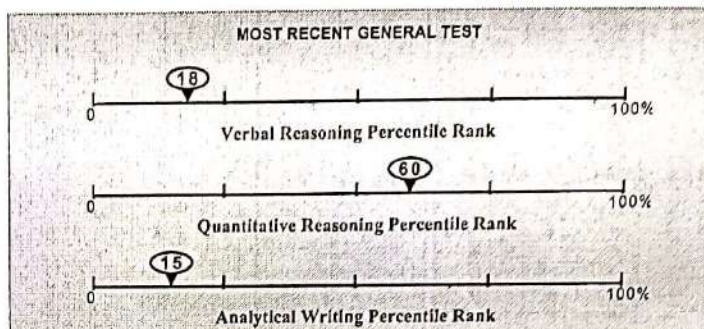 MOST RECENT GENERAL TEST
18
0 100%
Verbal Reasoning Percentile Rank
60
0 100%
Quantitative Reasoning Percentile Rank
15
0 100%
Analytical Writing Percentile Rank